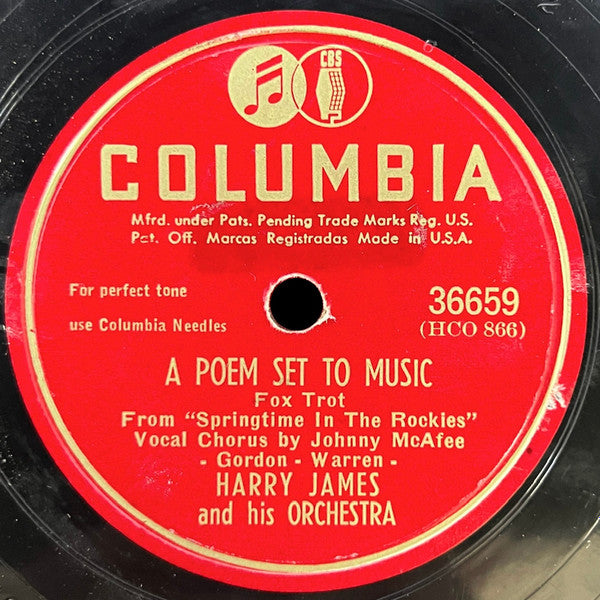 CBS
COLUMBIA
Mfrd. under Pats. Pending Trade Marks Reg. U.S.
Pat. Off. Marcas Registradas Made in U.S.A.
For perfect tone
use Columbia Needles
36659
(HCO 866)
A POEM SET TO MUSIC
Fox Trot
From "Springtime In The Rockies"
Vocal Chorus by Johnny McAfee
- Gordon - Warren -
HARRY JAMES
and his ORCHESTRA